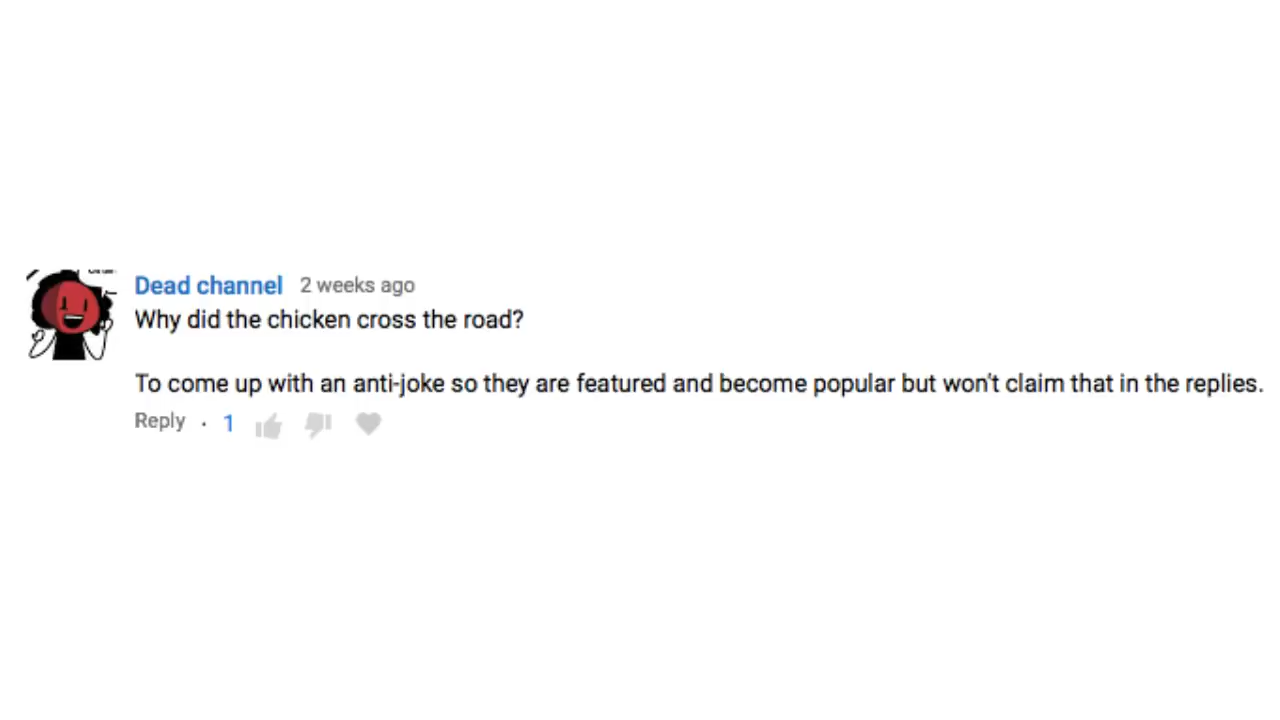 Dead channel 2 weeks ago
Why did the chicken cross the road?
To come up with an anti-joke so they are featured and become popular but won't claim that in the replies.
Reply · 1